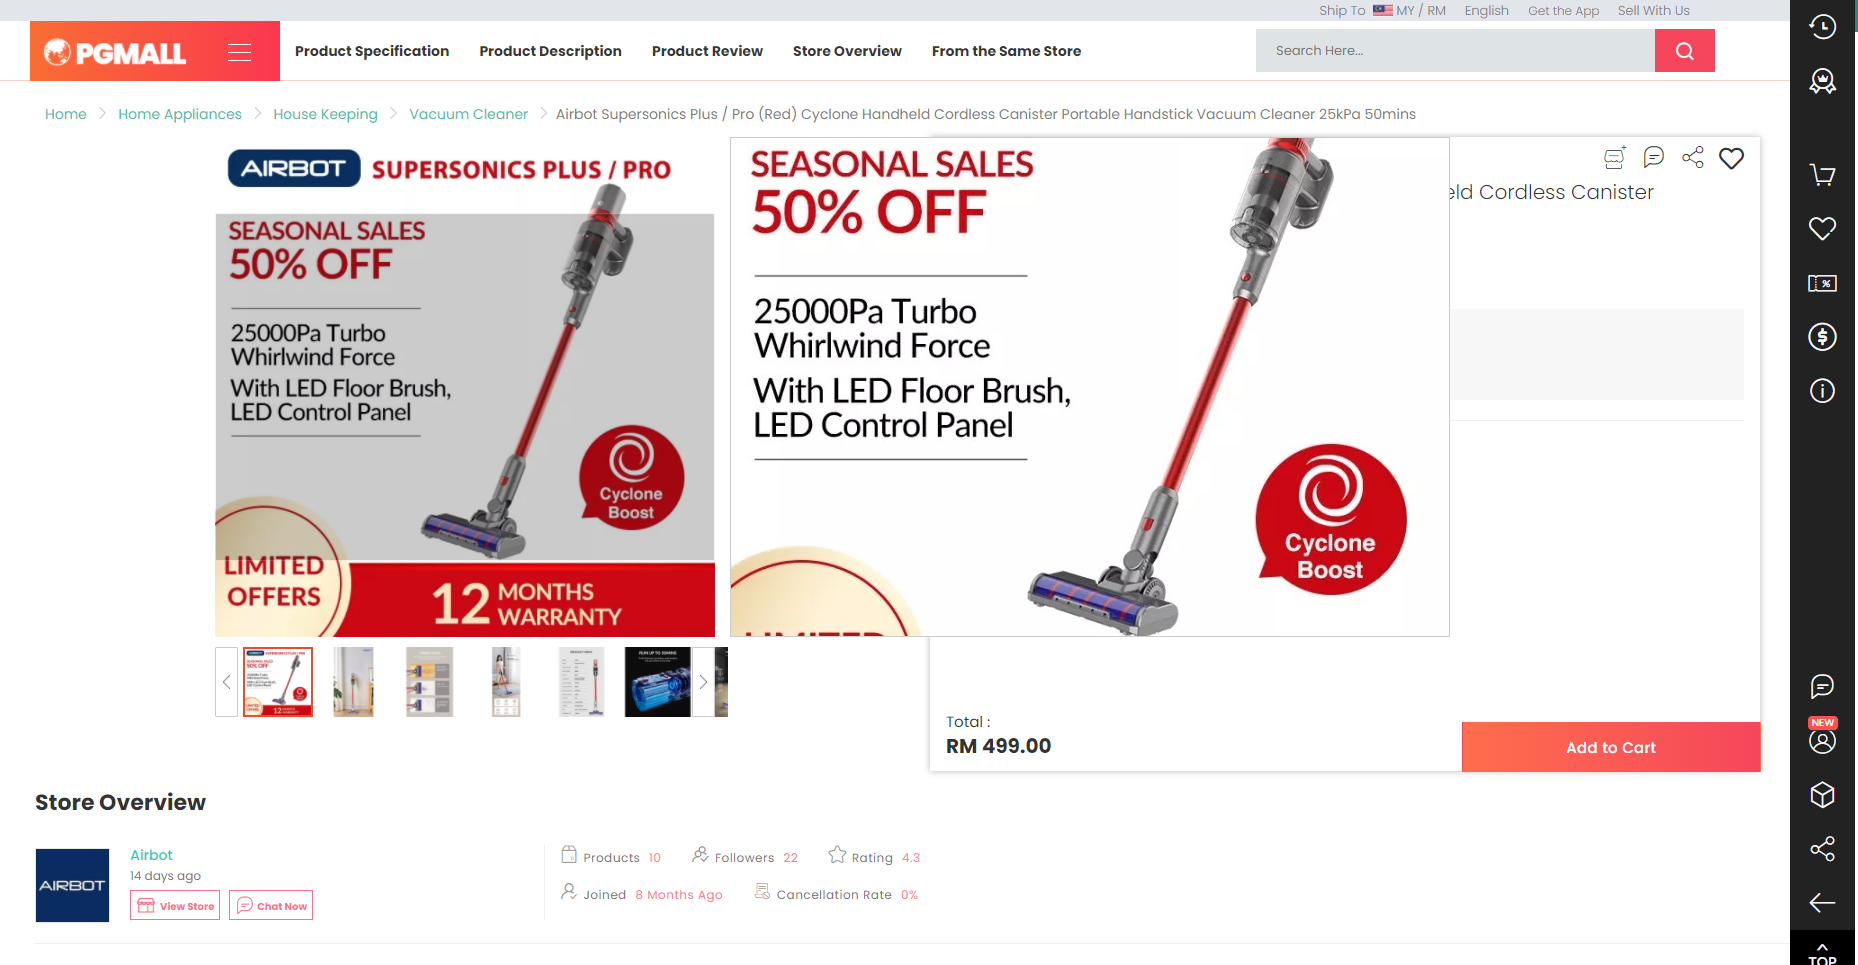 Ship To MY / RM English Get the App Sell With Us
PGMALL
Product Specification Product Description Product Review Store Overview From the Same Store
Search Here...
Home Home Appliances House Keeping Vacuum Cleaner Airbot Supersonics Plus / Pro (Red) Cyclone Handheld Cordless Canister Portable Handstick Vacuum Cleaner 25kPa 50mins
AIRBOT SUPERSONICS PLUS / PRO
SEASONAL SALES
50% OFF
25000Pa Turbo
Whirlwind Force
With LED Floor Brush,
LED Control Panel
Cyclone
Boost
LIMITED
OFFERS
12 MONTHS
WARRANTY
SEASONAL SALES
50% OFF
25000Pa Turbo
Whirlwind Force
With LED Floor Brush,
LED Control Panel
Cyclone
Boost
LIMITED
Cordless Canister
Total :
RM 499.00
Add to Cart
Store Overview
AIRBOT
Airbot
14 days ago
View Store Chat Now
Products 10 Followers 22 Rating 4.3
Joined 8 Months Ago Cancellation Rate 0%
NEW
TOP